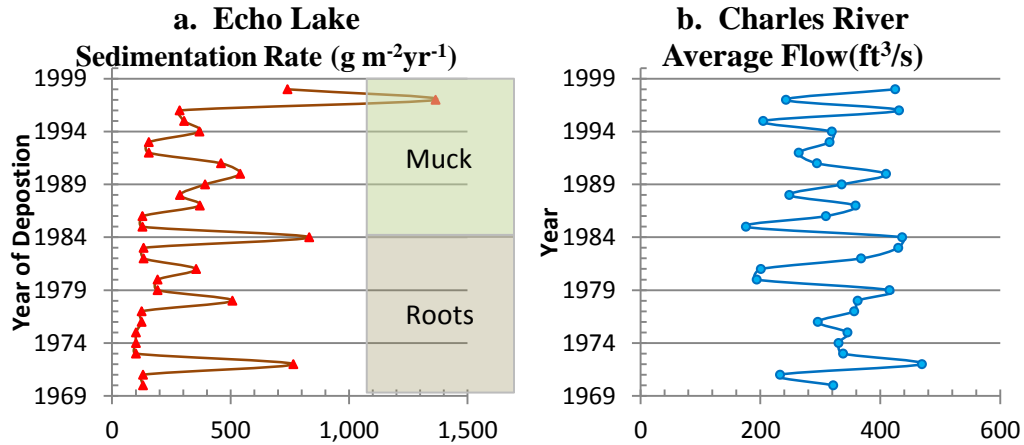 a. Echo Lake
Sedimentation Rate (g m⁻²yr⁻¹)
Year of Depostion
1999
1994
1989
1984
1979
1974
1969
0 500 1,000 1,500
Muck
Roots
b. Charles River
Average Flow(ft³/s)
Year
1999
1994
1989
1984
1979
1974
1969
0 200 400 600